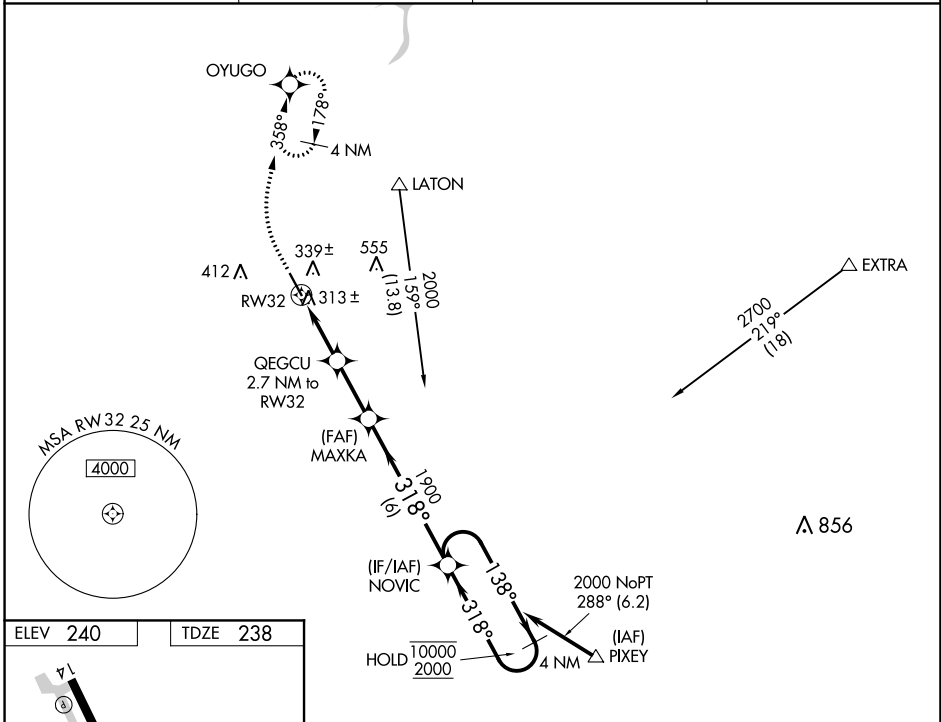 OYUGO
358°
178°
4 NM
LATON
2000
159°
(13.8)
EXTRA
2700
219°
(18)
412
339±
555
RW32
313±
QEGCU
2.7 NM to
RW32
(FAF)
MAXKA
1900
318°
(6)
MSA RW32 25 NM
4000
856
(IF/IAF)
NOVIC
138°
318°
2000 NoPT
288° (6.2)
(IAF)
PIXEY
HOLD 10000
2000
4 NM
ELEV 240
TDZE 238
14
P